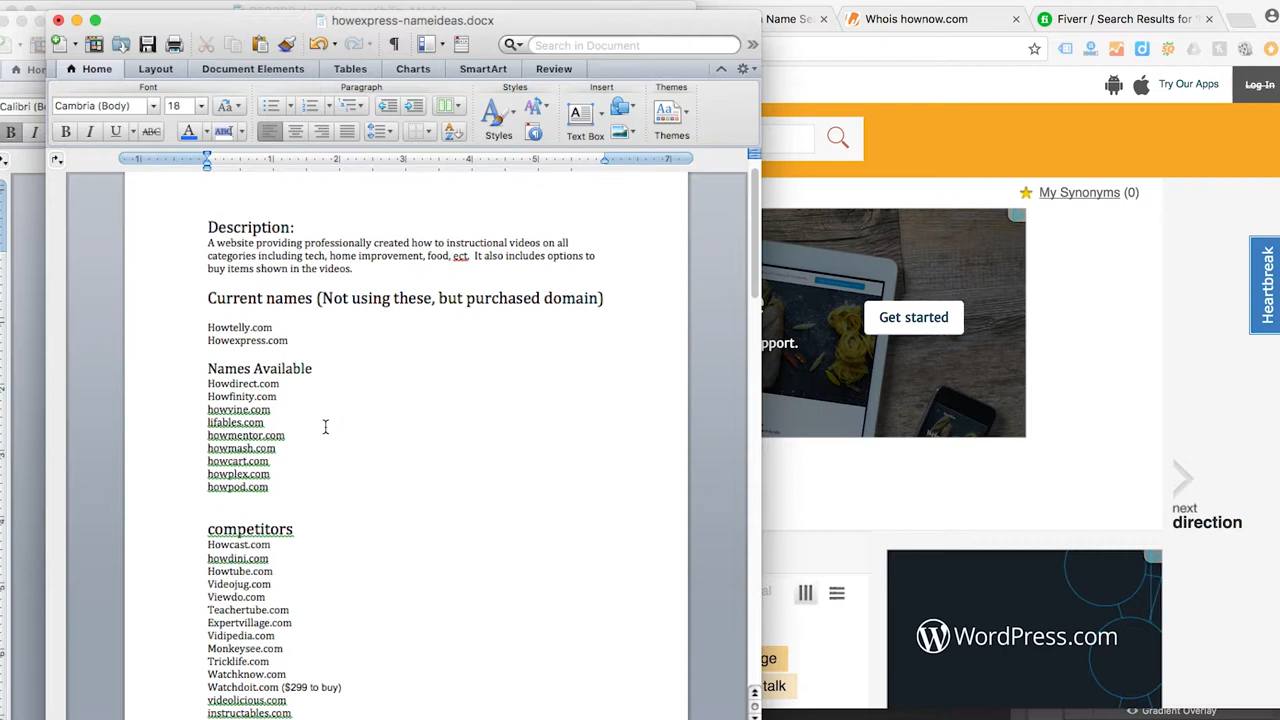 howexpress-nameideas.docx
Name Se
Whois hownow.com
Fiverr / Search Results for '
Search in Document
Home
Layout
Document Elements
Tables
Charts
SmartArt
Review
Try Our Apps
Log-In
Font
Paragraph
Styles
Insert
Themes
Calibri (Bo
Cambria (Body)
18
Styles
Text Box
Themes
My Synonyms (0)
Description:
A website providing professionally created how to instructional videos on all
categories including tech, home improvement, food, ect. It also includes options to
buy items shown in the videos.
Current names (Not using these, but purchased domain)
Howtelly.com
Howexpress.com
Names Available
Howdirect.com
Howfinity.com
howvine.com
lifables.com
howmentor.com
howmash.com
howcart.com
howplex.com
howpod.com
competitors
Howcast.com
howdini.com
Howtube.com
Videojug.com
Viewdo.com
Teachertube.com
Expertvillage.com
Vidipedia.com
Monkeysee.com
Tricklife.com
Watchknow.com
Watchdoit.com ($299 to buy)
videolicious.com
instructables.com
Get started
pport.
Heartbreak
next
direction
WordPress.com
ge
talk
Gradient Overlay